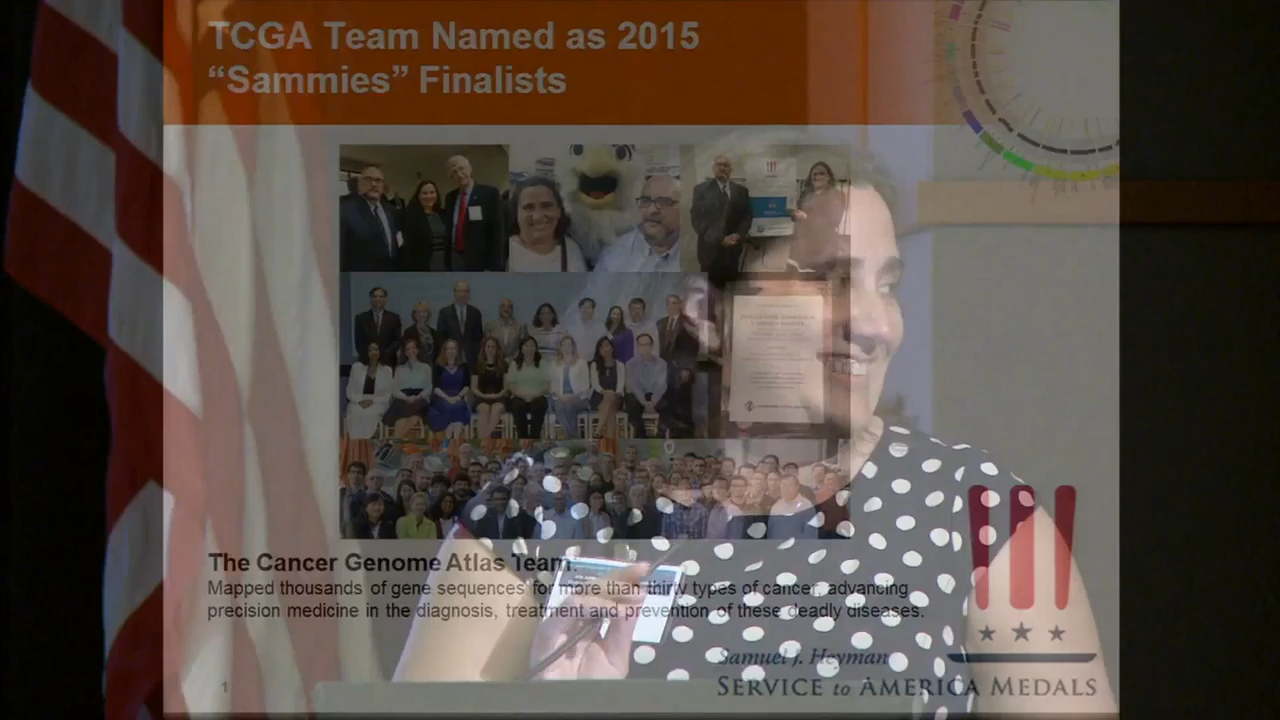 TCGA Team Named as 2015
“Sammies” Finalists
The Cancer Genome Atlas Team:
Mapped thousands of gene sequences for more than thirty types of cancer, advancing
precision medicine in the diagnosis, treatment and prevention of these deadly diseases.
Samuel J. Heyman
SERVICE to AMERICA MEDALS
1